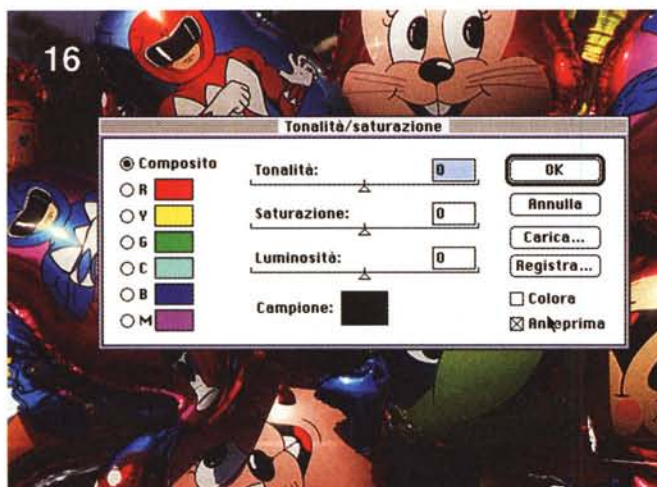 16
Tonalità/saturazione
Composito
R
Y
G
C
B
M
Tonalità:
0
Saturazione:
0
Luminosità:
0
Campione:
OK
Annulla
Carica...
Registra...
Colora
Anteprima